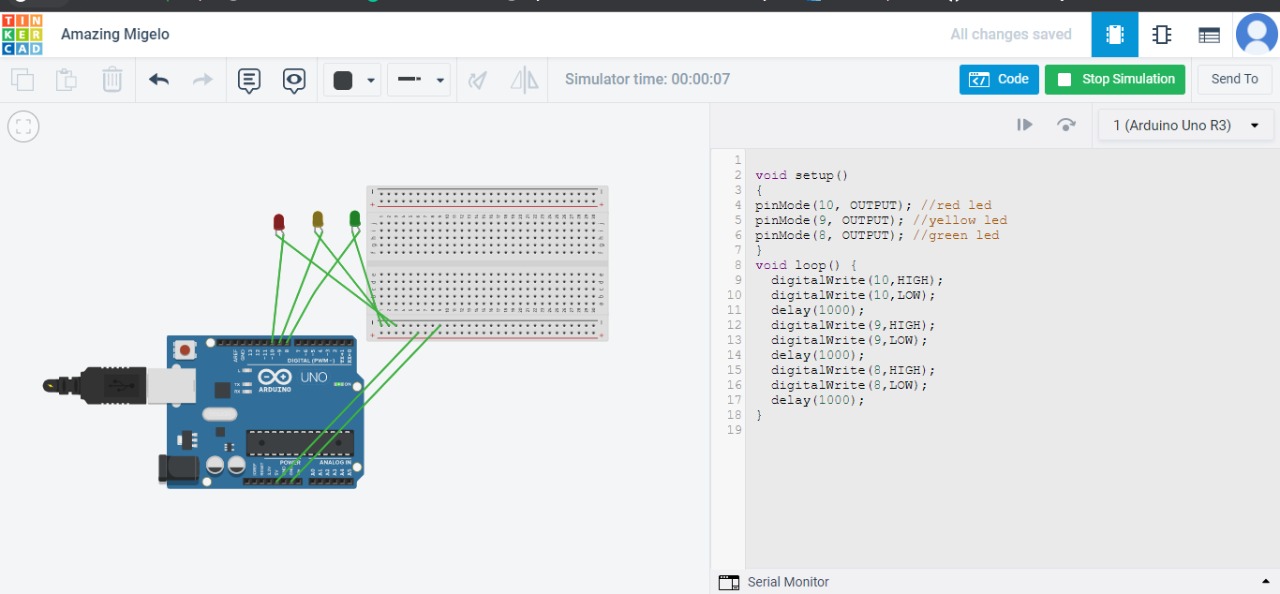 TIN
KER
CAD
Amazing Migelo
All changes saved
Simulator time: 00:00:07
Code
Stop Simulation
Send To
1 (Arduino Uno R3)
1
2 void setup()
3 {
4 pinMode(10, OUTPUT); //red led
5 pinMode(9, OUTPUT); //yellow led
6 pinMode(8, OUTPUT); //green led
7 }
8 void loop() {
9 digitalWrite(10,HIGH);
10 digitalWrite(10,LOW);
11 delay(1000);
12 digitalWrite(9,HIGH);
13 digitalWrite(9,LOW);
14 delay(1000);
15 digitalWrite(8,HIGH);
16 digitalWrite(8,LOW);
17 delay(1000);
18 }
19
DIGITAL (PWM~)
UNO
ARDUINO
TX
RX
L
ON
POWER
ANALOG IN
Serial Monitor